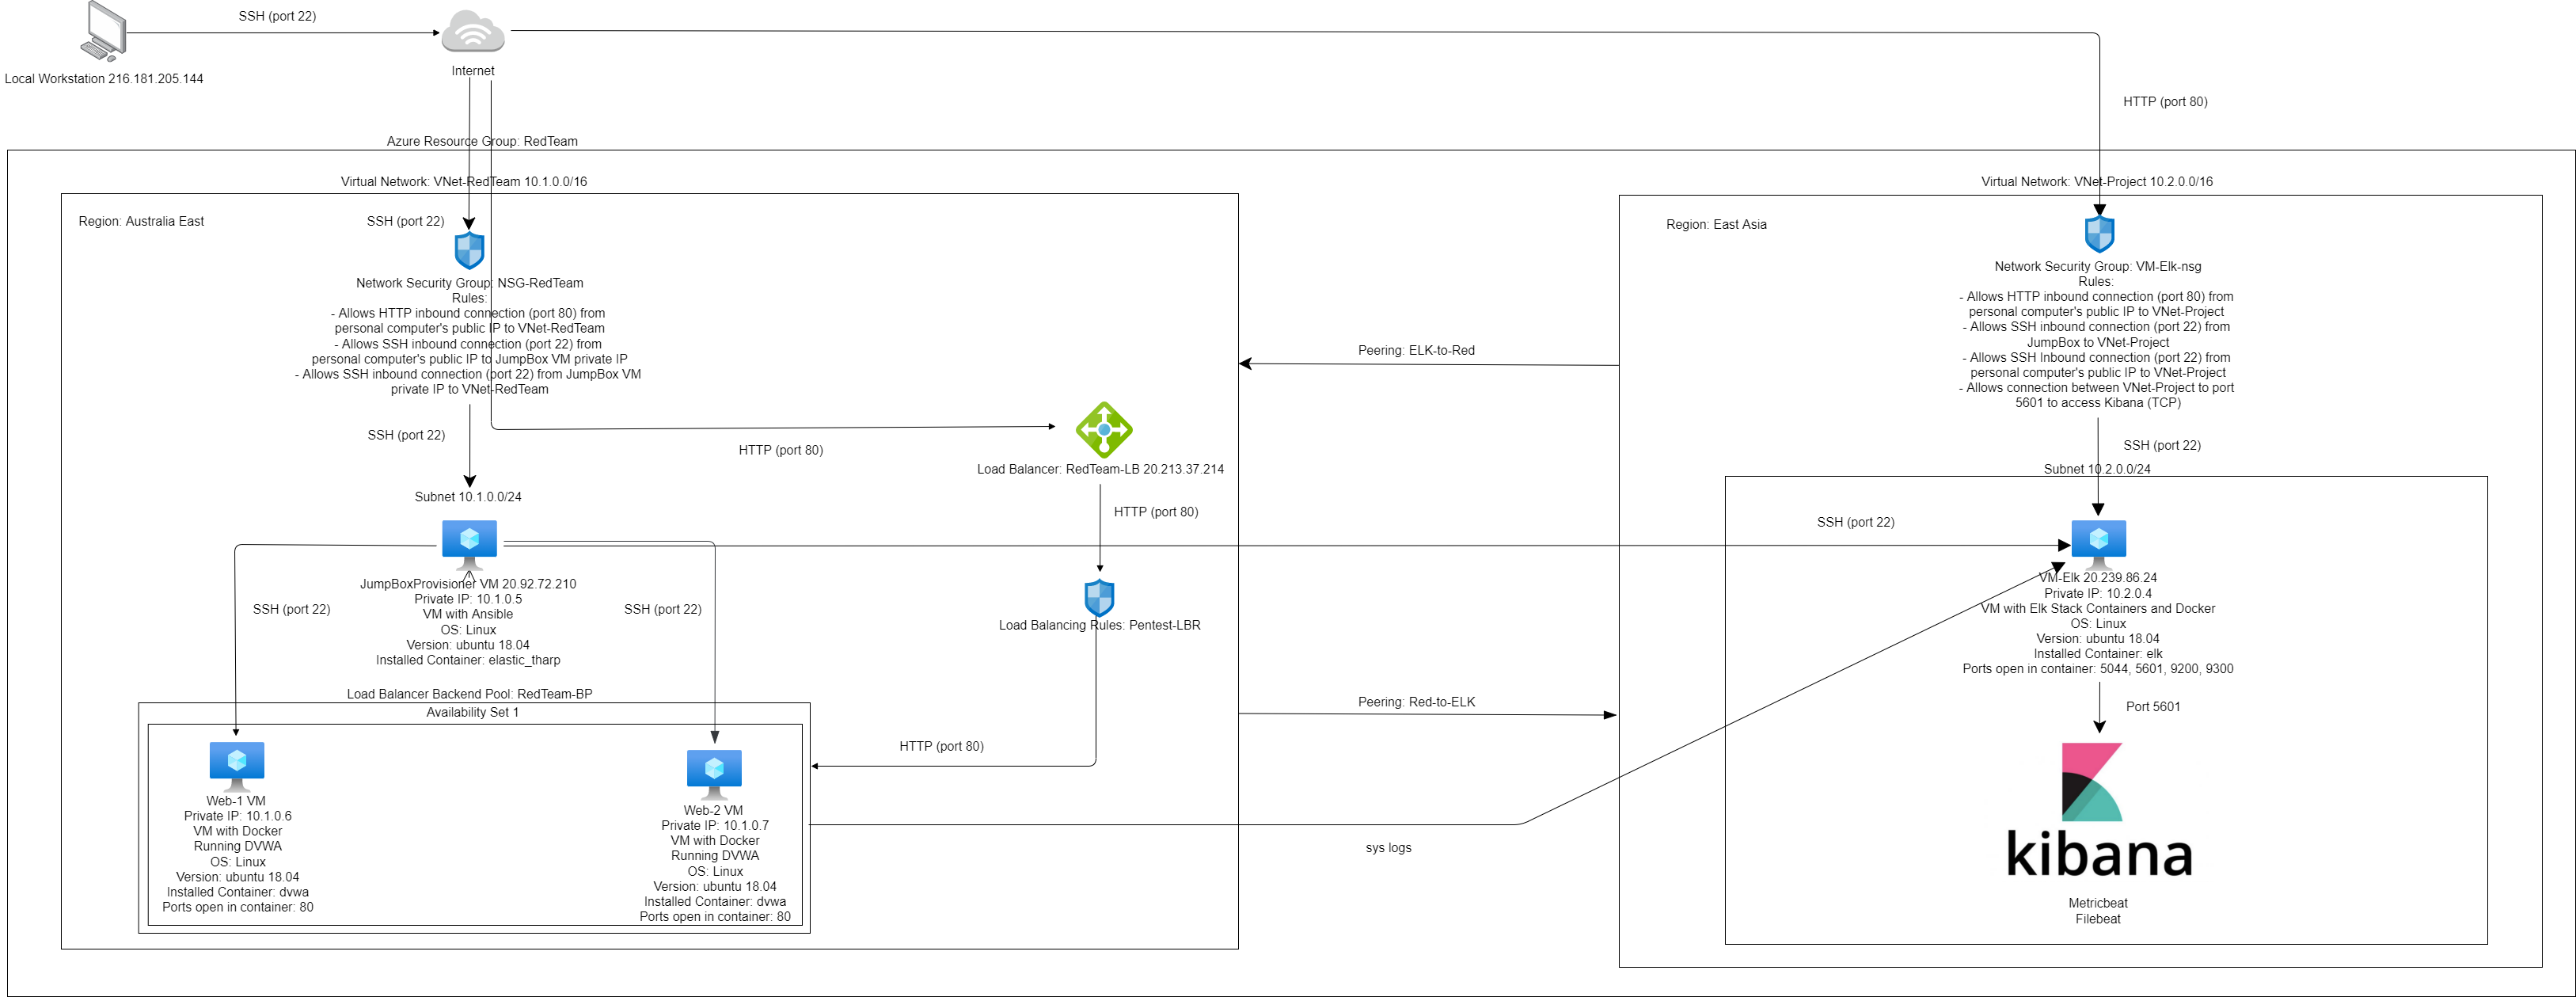 SSH (port 22)
Local Workstation 216.181.205.144
Internet
HTTP (port 80)
Azure Resource Group: RedTeam
Virtual Network: VNet-RedTeam 10.1.0.0/16
Region: Australia East
SSH (port 22)
Network Security Group: NSG-RedTeam
Rules:
- Allows HTTP inbound connection (port 80) from
personal computer's public IP to VNet-RedTeam
- Allows SSH inbound connection (port 22) from
personal computer's public IP to JumpBox VM private IP
- Allows SSH inbound connection (port 22) from JumpBox VM
private IP to VNet-RedTeam
SSH (port 22)
HTTP (port 80)
Load Balancer: RedTeam-LB 20.213.37.214
HTTP (port 80)
Subnet 10.1.0.0/24
JumpBoxProvisioner VM 20.92.72.210
Private IP: 10.1.0.5
VM with Ansible
OS: Linux
Version: ubuntu 18.04
Installed Container: elastic_tharp
SSH (port 22)
SSH (port 22)
Load Balancing Rules: Pentest-LBR
Load Balancer Backend Pool: RedTeam-BP
Availability Set 1
HTTP (port 80)
Web-1 VM
Private IP: 10.1.0.6
VM with Docker
Running DVWA
OS: Linux
Version: ubuntu 18.04
Installed Container: dvwa
Ports open in container: 80
Web-2 VM
Private IP: 10.1.0.7
VM with Docker
Running DVWA
OS: Linux
Version: ubuntu 18.04
Installed Container: dvwa
Ports open in container: 80
Peering: ELK-to-Red
Peering: Red-to-ELK
sys logs
Virtual Network: VNet-Project 10.2.0.0/16
Region: East Asia
Network Security Group: VM-Elk-nsg
Rules:
- Allows HTTP inbound connection (port 80) from
personal computer's public IP to VNet-Project
- Allows SSH inbound connection (port 22) from
JumpBox to VNet-Project
- Allows SSH Inbound connection (port 22) from
personal computer's public IP to VNet-Project
- Allows connection between VNet-Project to port
5601 to access Kibana (TCP)
SSH (port 22)
Subnet 10.2.0.0/24
SSH (port 22)
VM-Elk 20.239.86.24
Private IP: 10.2.0.4
VM with Elk Stack Containers and Docker
OS: Linux
Version: ubuntu 18.04
Installed Container: elk
Ports open in container: 5044, 5601, 9200, 9300
Port 5601
kibana
Metricbeat
Filebeat